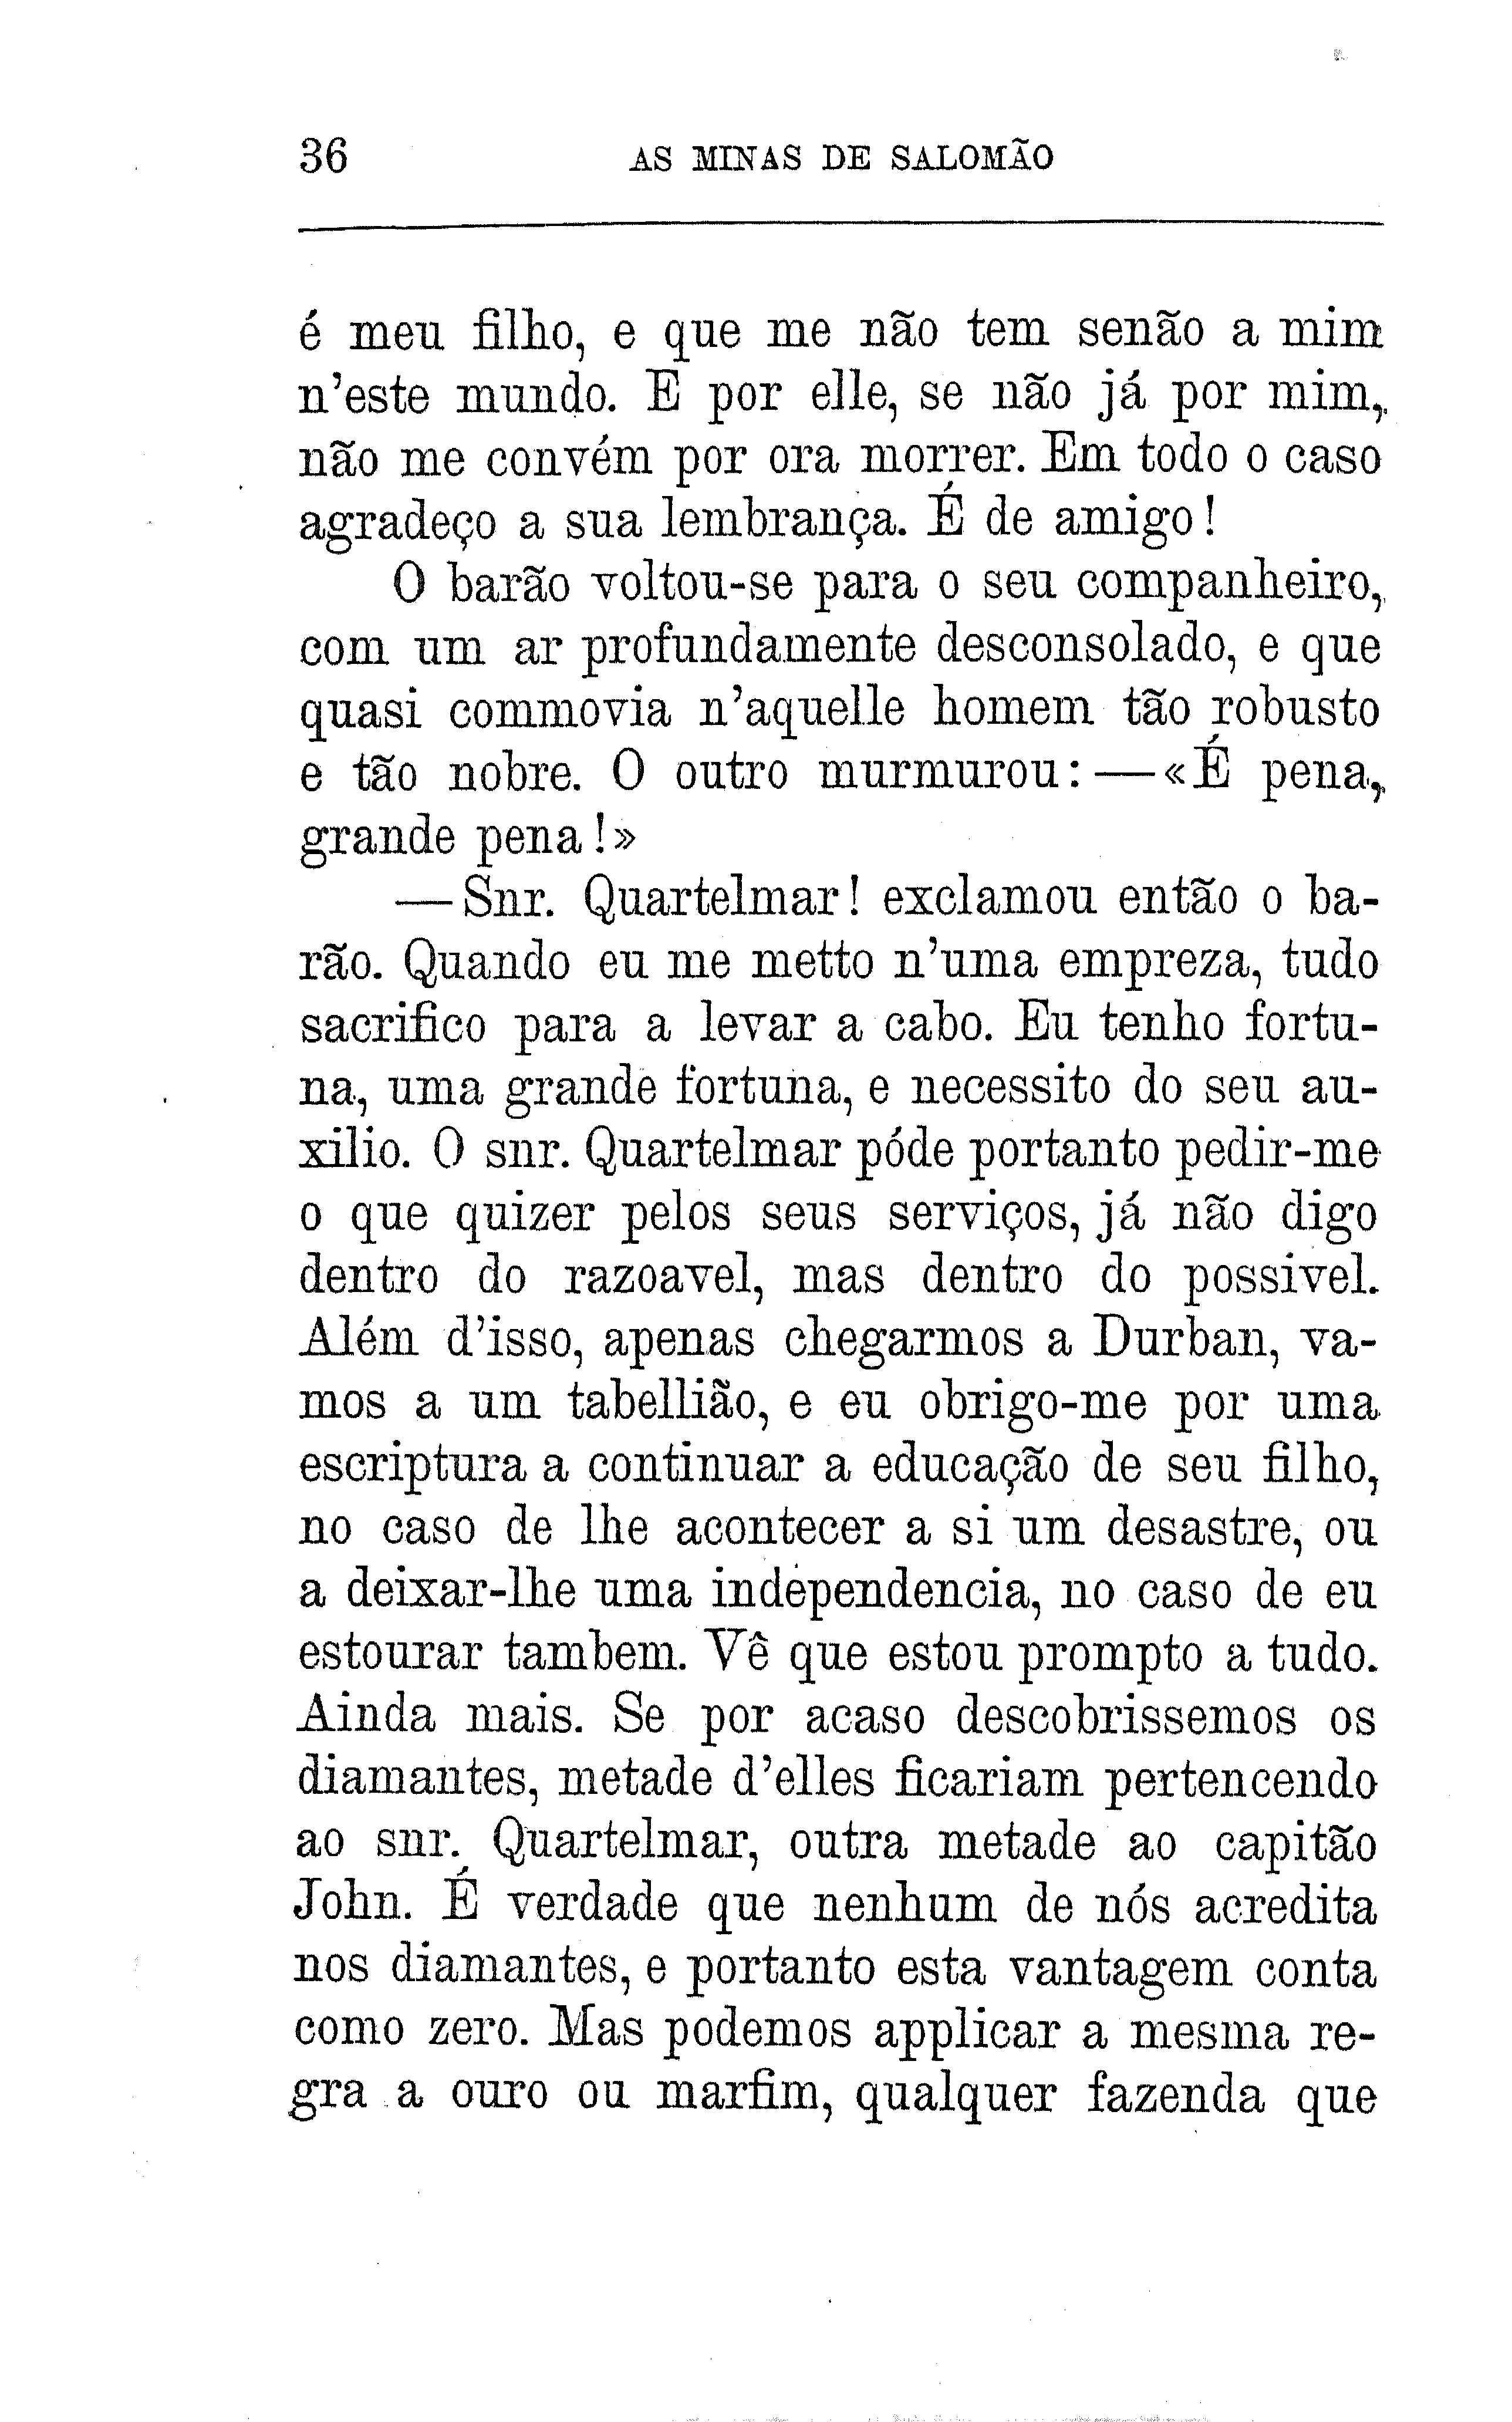 36 AS MINAS DE SALOMÃO
é meu filho, e que me não tem senão a mim
n'este mundo. E por elle, se não já por mim,
não me convém por ora morrer. Em todo o caso
agradeço a sua lembrança. É de amigo!
O barão voltou-se para o seu companheiro,
com um ar profundamente desconsolado, e que
quasi commovia n'aquelle homem tão robusto
e tão nobre. O outro murmurou: —«É pena,
grande pena!»
—Snr. Quartelmar! exclamou então o ba-
rão. Quando eu me metto n'uma empreza, tudo
sacrifico para a levar a cabo. Eu tenho fortu-
na, uma grande fortuna, e necessito do seu au-
xilio. O snr. Quartelmar póde portanto pedir-me
o que quizer pelos seus serviços, já não digo
dentro do razoavel, mas dentro do possivel.
Além d'isso, apenas chegarmos a Durban, va-
mos a um tabellião, e eu obrigo-me por uma
escriptura a continuar a educação de seu filho,
no caso de lhe acontecer a si um desastre, ou
a deixar-lhe uma independencia, no caso de eu
estourar tambem. Vê que estou prompto a tudo.
Ainda mais. Se por acaso descobrissemos os
diamantes, metade d'elles ficariam pertencendo
ao snr. Quartelmar, outra metade ao capitão
John. É verdade que nenhum de nós acredita
nos diamantes, e portanto esta vantagem conta
como zero. Mas podemos applicar a mesma re-
gra a ouro ou marfim, qualquer fazenda que